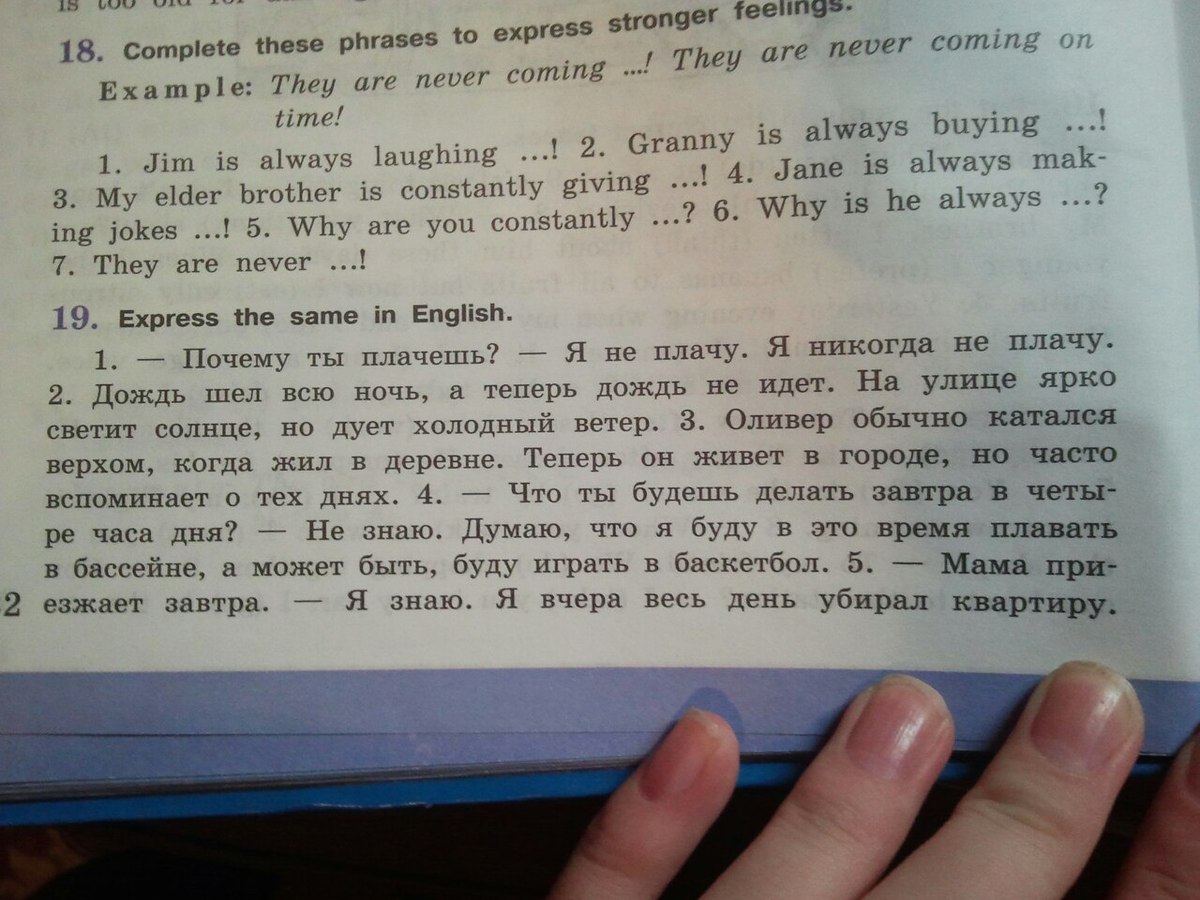 is too old for
18. Complete these phrases to express stronger feelings.
Example: They are never coming ...! They are never coming on
time!
1. Jim is always laughing ...! 2. Granny is always buying ...!
3. My elder brother is constantly giving ...! 4. Jane is always mak-
ing jokes ...! 5. Why are you constantly ...? 6. Why is he always ...?
7. They are never ...!
19. Express the same in English.
1. — Почему ты плачешь? — Я не плачу. Я никогда не плачу.
2. Дождь шел всю ночь, а теперь дождь не идет. На улице ярко
светит солнце, но дует холодный ветер. 3. Оливер обычно катался
верхом, когда жил в деревне. Теперь он живет в городе, но часто
вспоминает о тех днях. 4. — Что ты будешь делать завтра в четы-
ре часа дня? — Не знаю. Думаю, что я буду в это время плавать
в бассейне, а может быть, буду играть в баскетбол. 5. — Мама при-
2 езжает завтра. — Я знаю. Я вчера весь день убирал квартиру.